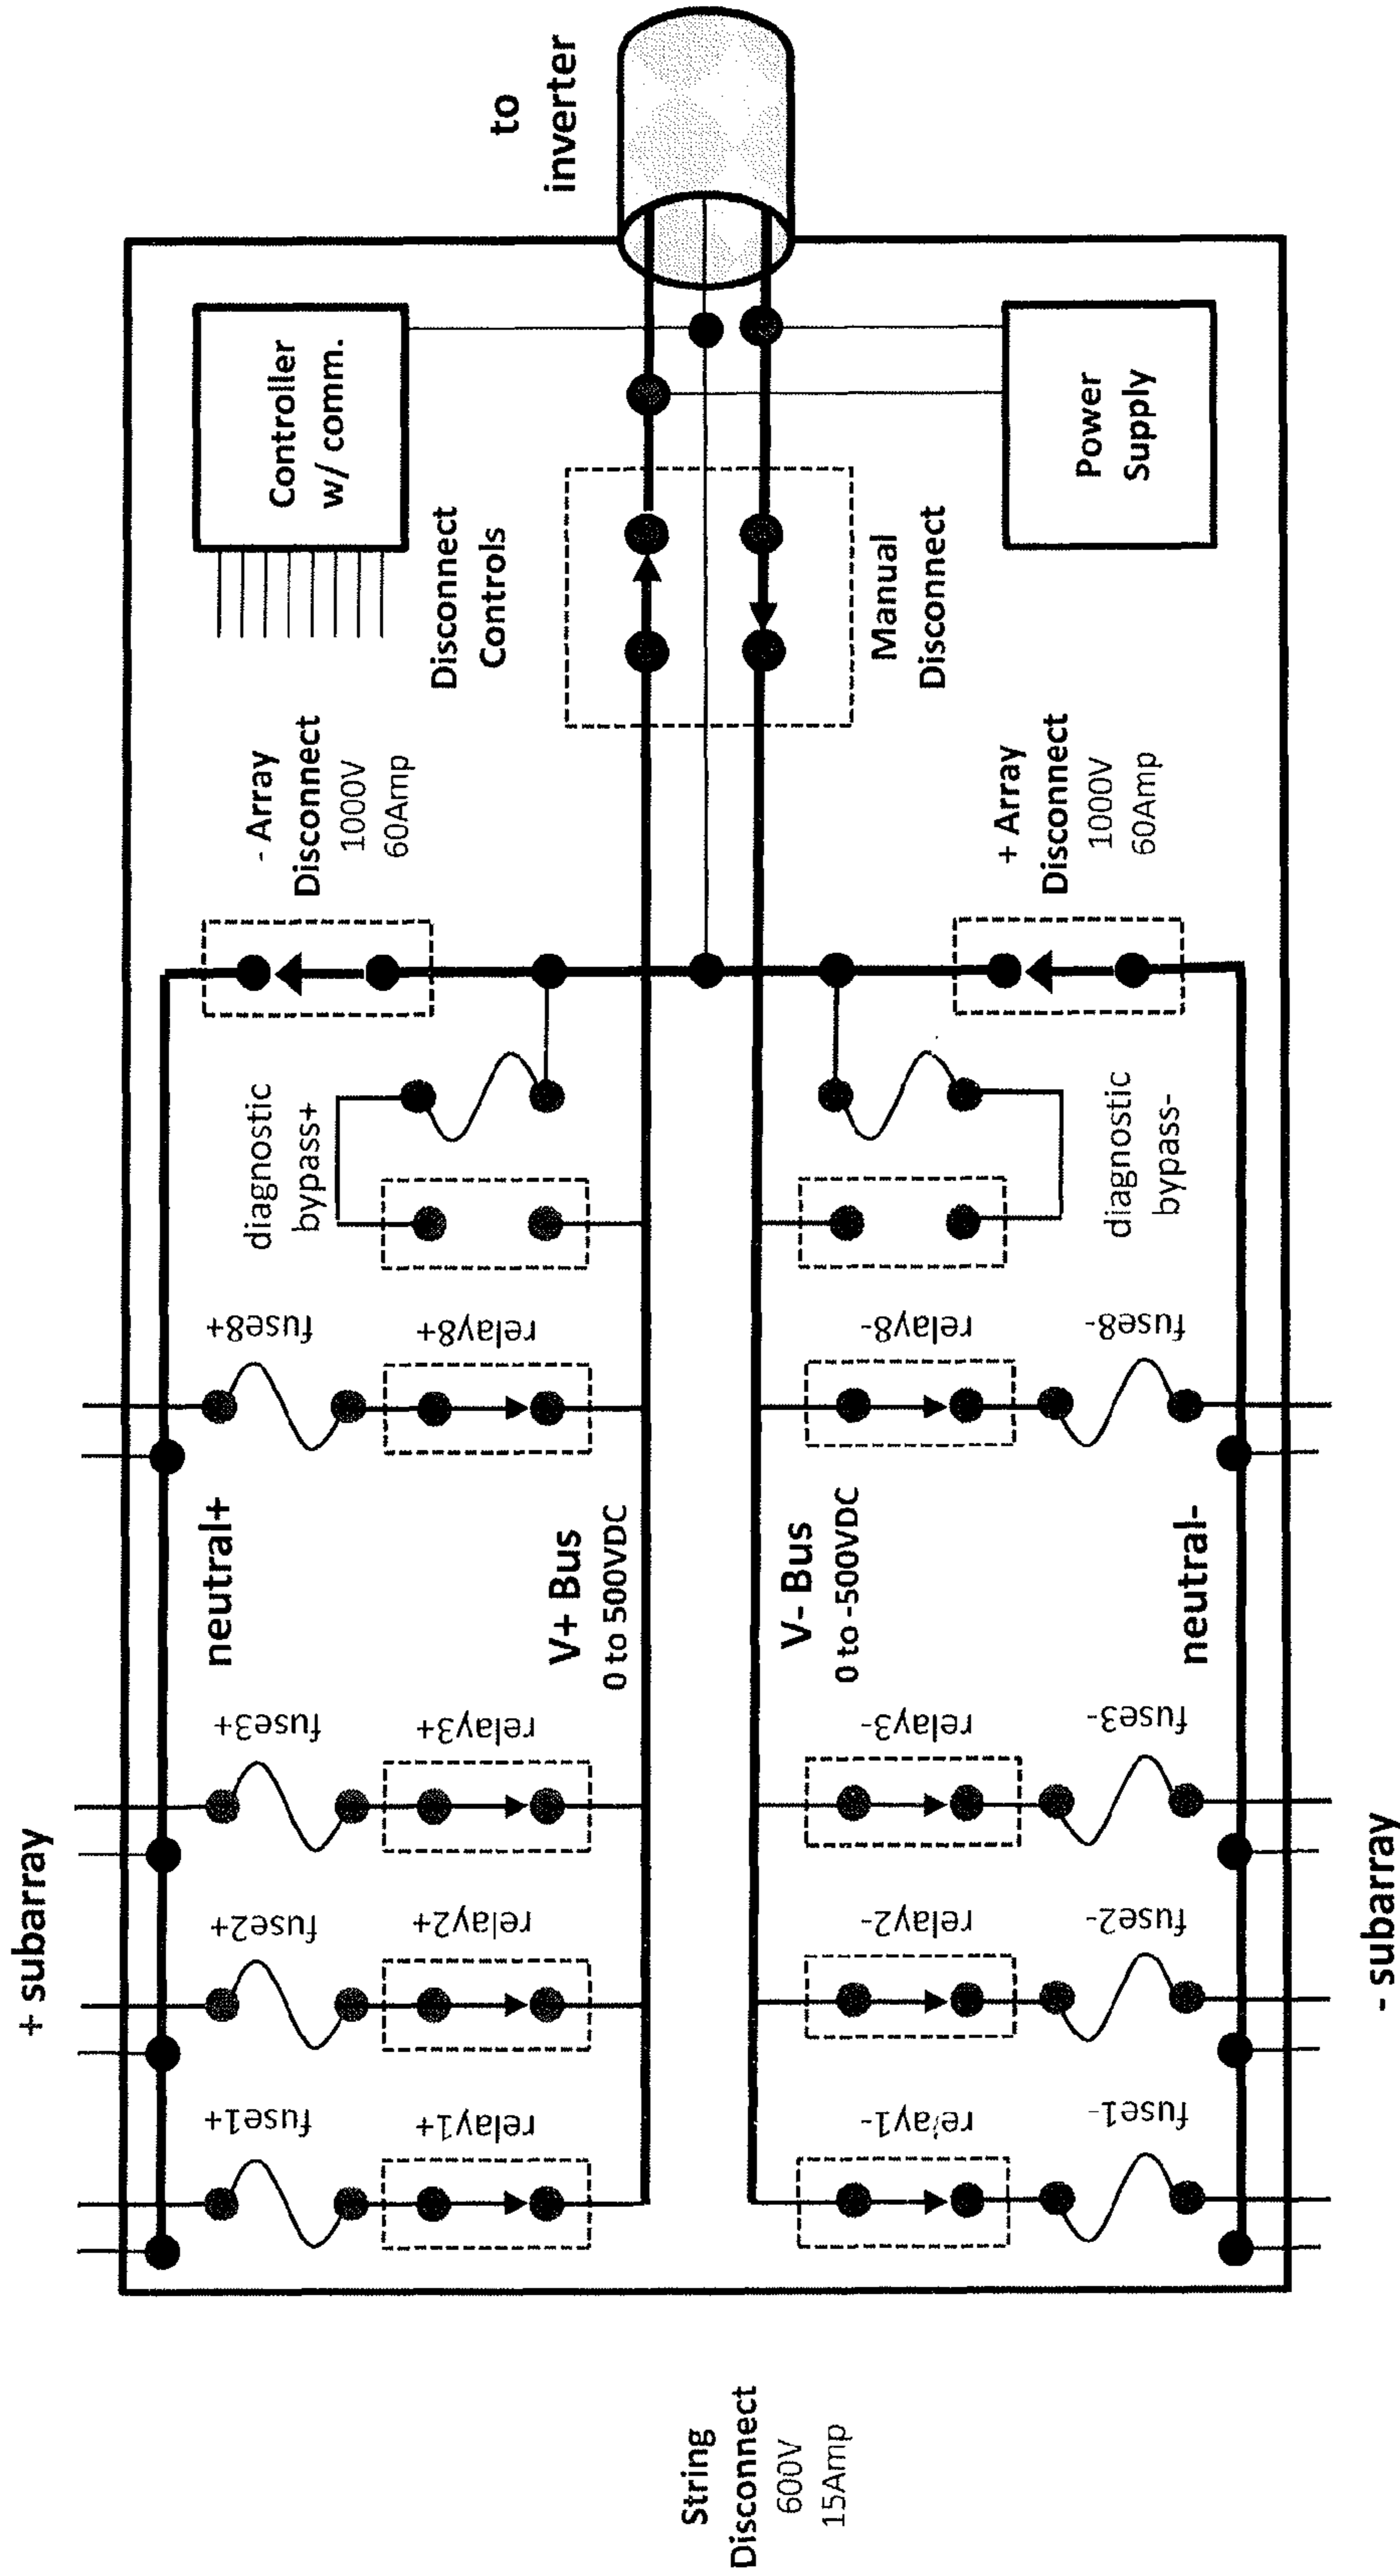 + subarray
fuse1+
fuse2+
fuse3+
fuse8+
neutral+
relay1+
relay2+
relay3+
relay8+
diagnostic
bypass+
- Array
Disconnect
1000V
60Amp
Controller
w/ comm.
Disconnect
Controls
to
inverter
V+ Bus
0 to 500VDC
String
Disconnect
600V
15Amp
V- Bus
0 to -500VDC
Manual
Disconnect
relay1-
relay2-
relay3-
relay8-
fuse1-
fuse2-
fuse3-
fuse8-
neutral-
diagnostic
bypass-
+ Array
Disconnect
1000V
60Amp
Power
Supply
- subarray